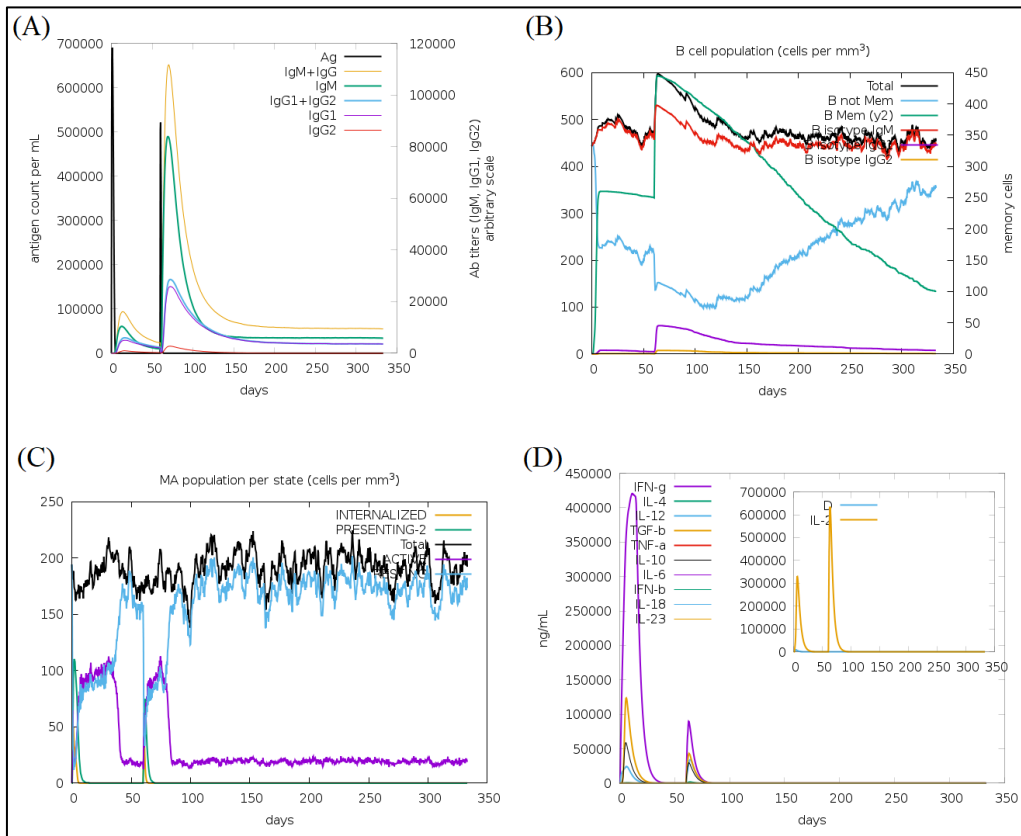 (A)
Ag
IgM+IgG
IgM
IgG1+IgG2
IgG1
IgG2
antigen count per mL
700000
600000
500000
400000
300000
200000
100000
0
0 50 100 150 200 250 300 350
days
120000
100000
80000
60000
40000
20000
0
Ab titers (IgM, IgG1, IgG2)
arbitrary scale
(B)
B cell population (cells per mm³)
Total
B not Mem
B Mem (y2)
B isotype IgM
B isotype
B isotype IgG2
600
500
400
300
200
100
0
0 50 100 150 200 250 300 350
days
450
400
350
300
250
200
150
100
50
0
memory cells
(C)
MA population per state (cells per mm³)
INTERNALIZED
PRESENTING-2
Total
250
200
150
100
50
0
0 50 100 150 200 250 300 350
days
(D)
IFN-g
IL-4
IL-12
TGF-b
TNF-a
IL-10
IL-6
IFN-b
IL-18
IL-23
ng/mL
450000
400000
350000
300000
250000
200000
150000
100000
50000
0
0 50 100 150 200 250 300 350
days
D
IL-2
700000
600000
500000
400000
300000
200000
100000
0
0 50 100 150 200 250 300 350